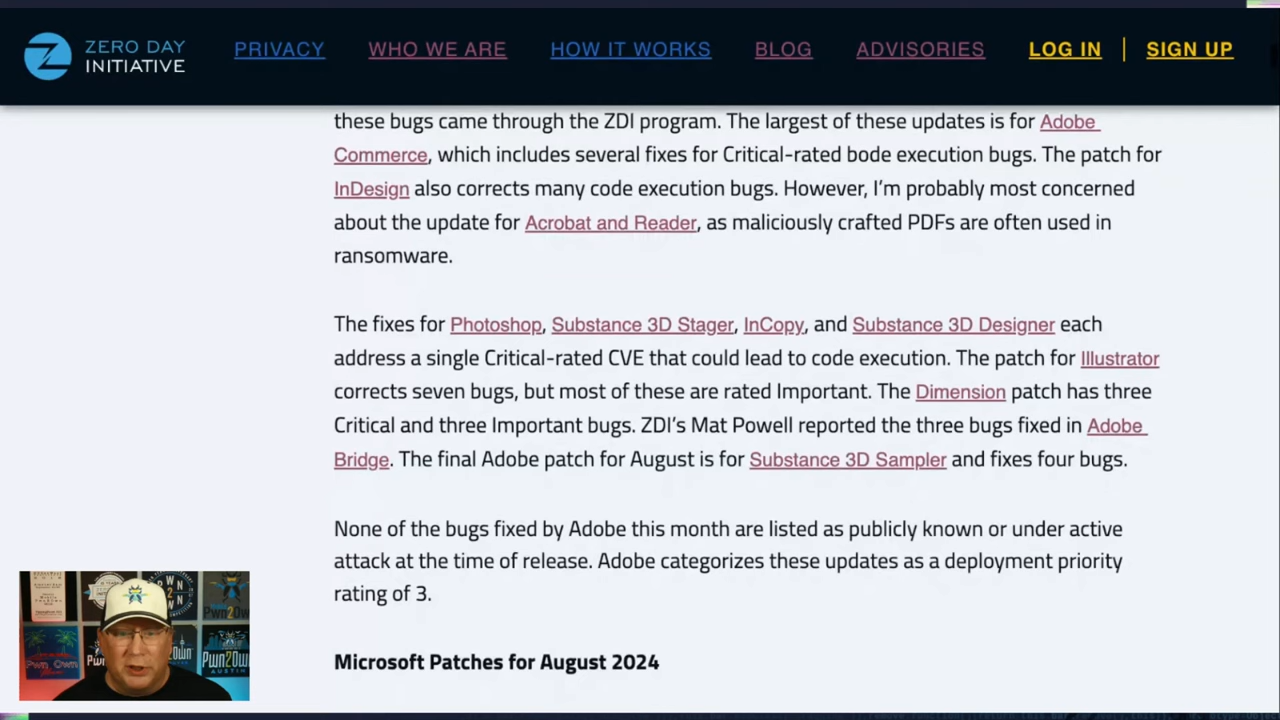 ZERO DAY
INITIATIVE
PRIVACY WHO WE ARE HOW IT WORKS BLOG ADVISORIES LOG IN | SIGN UP
these bugs came through the ZDI program. The largest of these updates is for Adobe
Commerce, which includes several fixes for Critical-rated bode execution bugs. The patch for
InDesign also corrects many code execution bugs. However, I’m probably most concerned
about the update for Acrobat and Reader, as maliciously crafted PDFs are often used in
ransomware.
The fixes for Photoshop, Substance 3D Stager, InCopy, and Substance 3D Designer each
address a single Critical-rated CVE that could lead to code execution. The patch for Illustrator
corrects seven bugs, but most of these are rated Important. The Dimension patch has three
Critical and three Important bugs. ZDI’s Mat Powell reported the three bugs fixed in Adobe
Bridge. The final Adobe patch for August is for Substance 3D Sampler and fixes four bugs.
None of the bugs fixed by Adobe this month are listed as publicly known or under active
attack at the time of release. Adobe categorizes these updates as a deployment priority
rating of 3.
Microsoft Patches for August 2024
PWN
2OWN
Pwn2Own
Pwn Own
Pwn2Own
AUSTIN